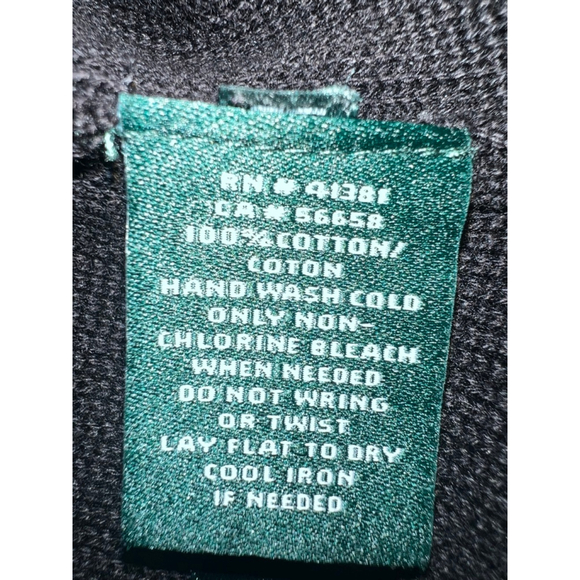 RN # 41381
CA # 56658
100% COTTON/
COTON
HAND WASH COLD
ONLY NON-
CHLORINE BLEACH
WHEN NEEDED
DO NOT WRING
OR TWIST
LAY FLAT TO DRY
COOL IRON
IF NEEDED